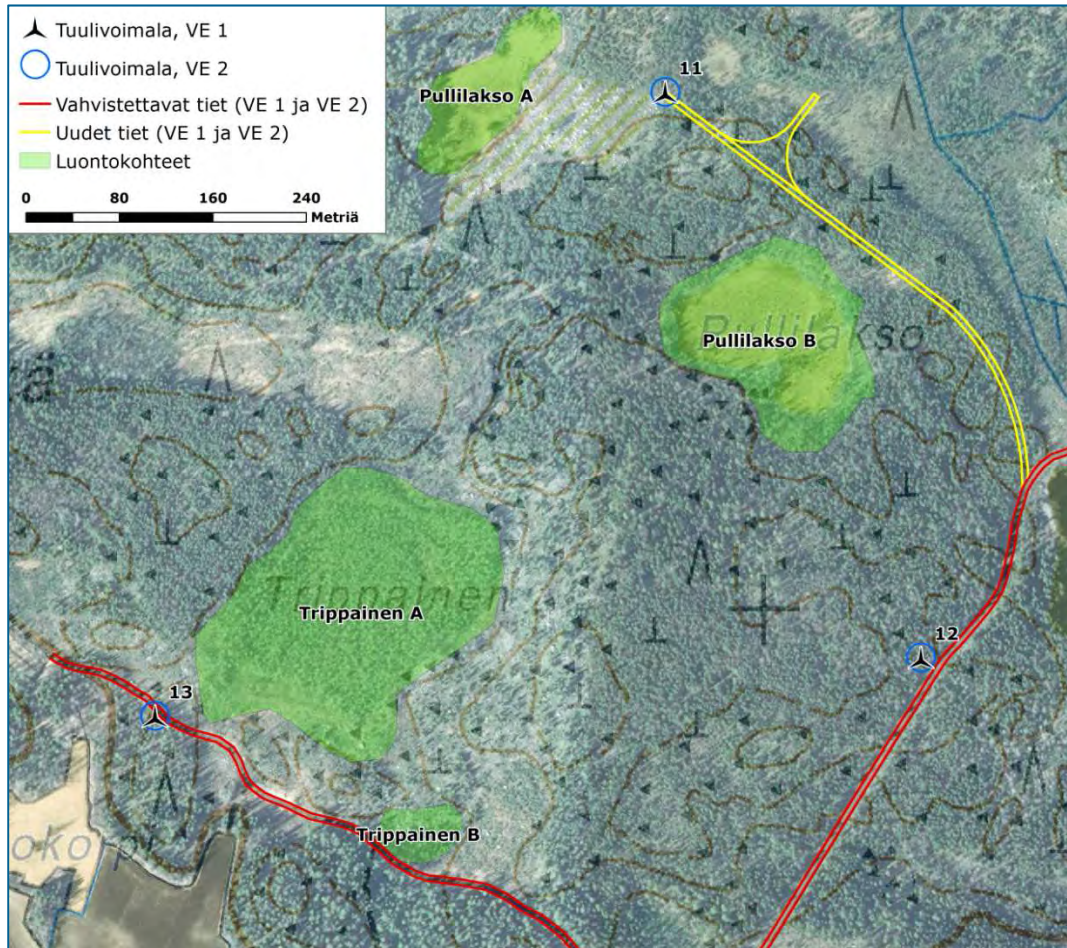 Tuulivoimala, VE 1
Tuulivoimala, VE 2
Vahvistettavat tiet (VE 1 ja VE 2)
Uudet tiet (VE 1 ja VE 2)
Luontokohteet
0 80 160 240
Metriä
11
Pullilakso A
Pullilakso
Pullilakso B
Trippainen
Trippainen A
12
13
Trippainen B